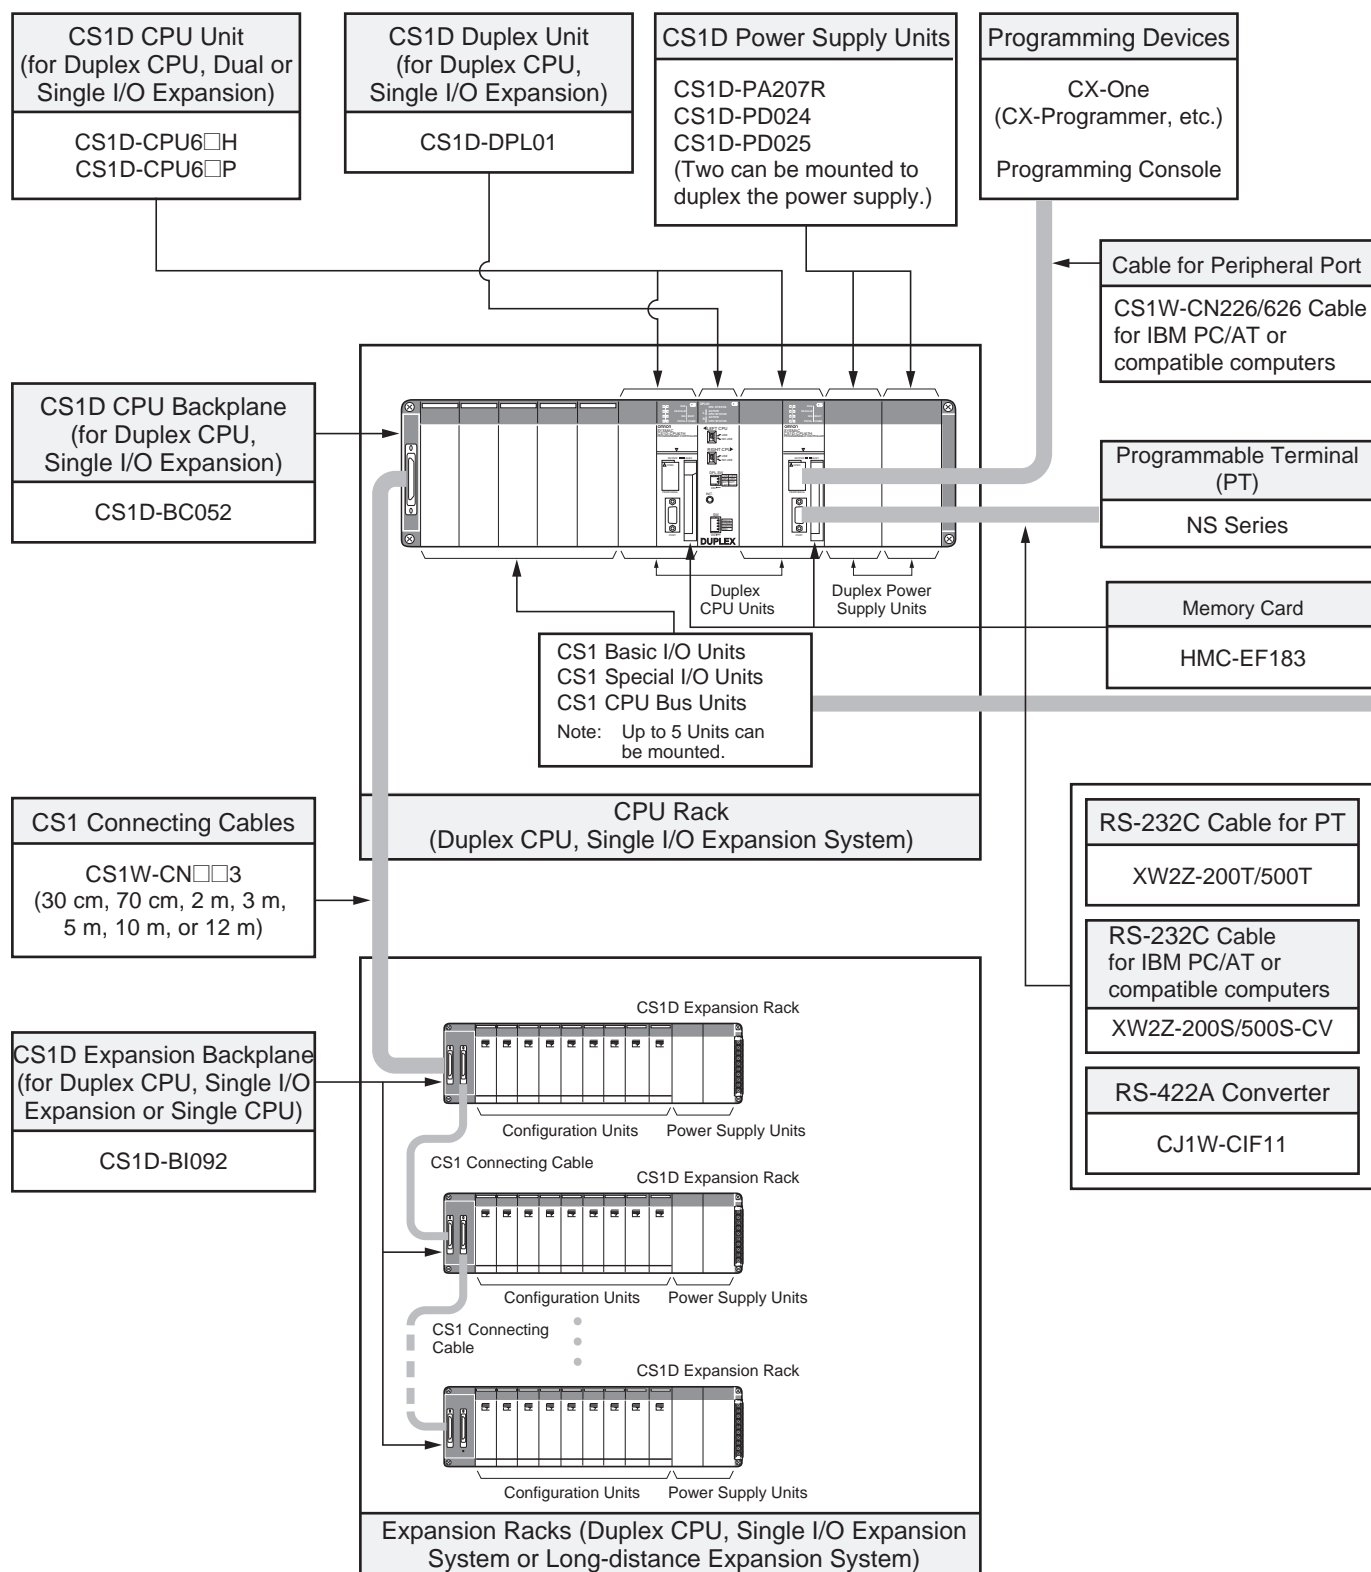 CS1D CPU Unit
(for Duplex CPU, Dual or
Single I/O Expansion)
CS1D-CPU6□H
CS1D-CPU6□P
CS1D Duplex Unit
(for Duplex CPU,
Single I/O Expansion)
CS1D-DPL01
CS1D Power Supply Units
CS1D-PA207R
CS1D-PD024
CS1D-PD025
(Two can be mounted to
duplex the power supply.)
Programming Devices
CX-One
(CX-Programmer, etc.)
Programming Console
Cable for Peripheral Port
CS1W-CN226/626 Cable
for IBM PC/AT or
compatible computers
CS1D CPU Backplane
(for Duplex CPU,
Single I/O Expansion)
CS1D-BC052
LEFT CPU
RIGHT CPU
DUPLEX
Programmable Terminal
(PT)
NS Series
Duplex
CPU Units
Duplex Power
Supply Units
Memory Card
HMC-EF183
CS1 Basic I/O Units
CS1 Special I/O Units
CS1 CPU Bus Units
Note: Up to 5 Units can
be mounted.
CPU Rack
(Duplex CPU, Single I/O Expansion System)
CS1 Connecting Cables
CS1W-CN□□3
(30 cm, 70 cm, 2 m, 3 m,
5 m, 10 m, or 12 m)
RS-232C Cable for PT
XW2Z-200T/500T
RS-232C Cable
for IBM PC/AT or
compatible computers
XW2Z-200S/500S-CV
RS-422A Converter
CJ1W-CIF11
CS1D Expansion Backplane
(for Duplex CPU, Single I/O
Expansion or Single CPU)
CS1D-BI092
CS1D Expansion Rack
Configuration Units
Power Supply Units
CS1 Connecting Cable
CS1D Expansion Rack
Configuration Units
Power Supply Units
CS1 Connecting
Cable
CS1D Expansion Rack
Configuration Units
Power Supply Units
Expansion Racks (Duplex CPU, Single I/O Expansion
System or Long-distance Expansion System)